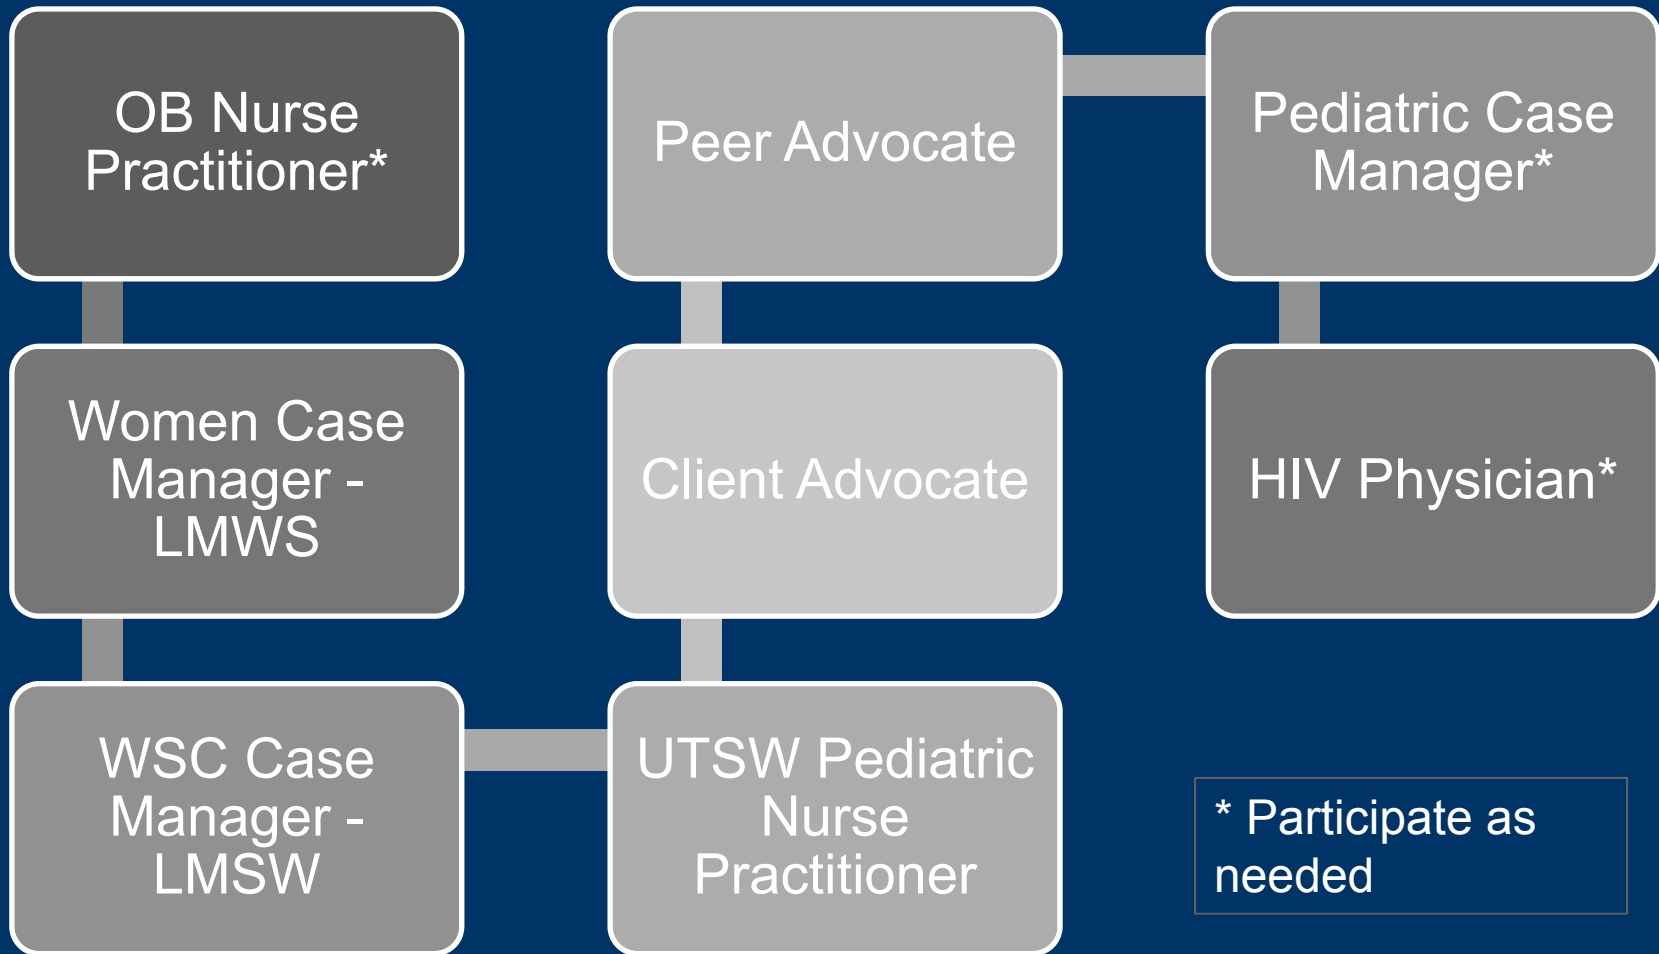 OB Nurse
Practitioner*
Women Case
Manager -
LMWS
WSC Case
Manager -
LMSW
UTSW Pediatric
Nurse
Practitioner
Client Advocate
Peer Advocate
Pediatric Case
Manager*
HIV Physician*
* Participate as
needed